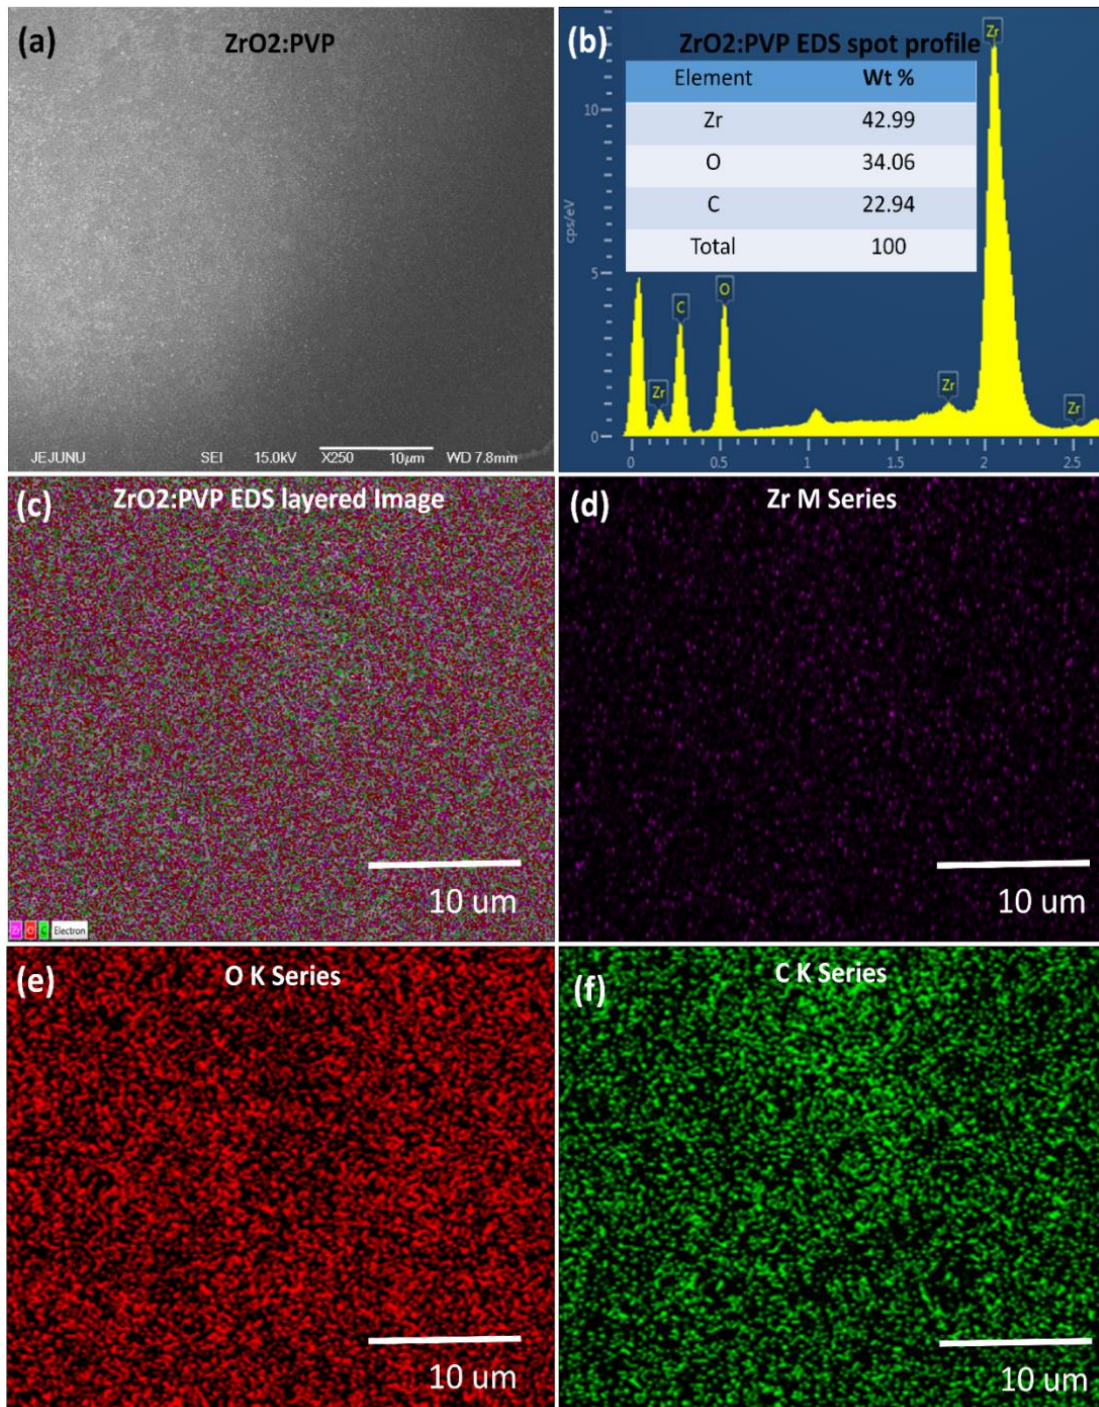 (a)
ZrO2:PVP
JEJUNU SEI 15.0kV X250 10µm WD 7.8mm
(b)
ZrO2:PVP EDS spot profile
Element Wt %
Zr 42.99
O 34.06
C 22.94
Total 100
cps/eV
10
5
0
Zr
C
O
Zr
Zr
Zr
0 0.5 1 1.5 2 2.5
(c)
ZrO2:PVP EDS layered Image
10 um
Zr O C Electron
(d)
Zr M Series
10 um
(e)
O K Series
10 um
(f)
C K Series
10 um